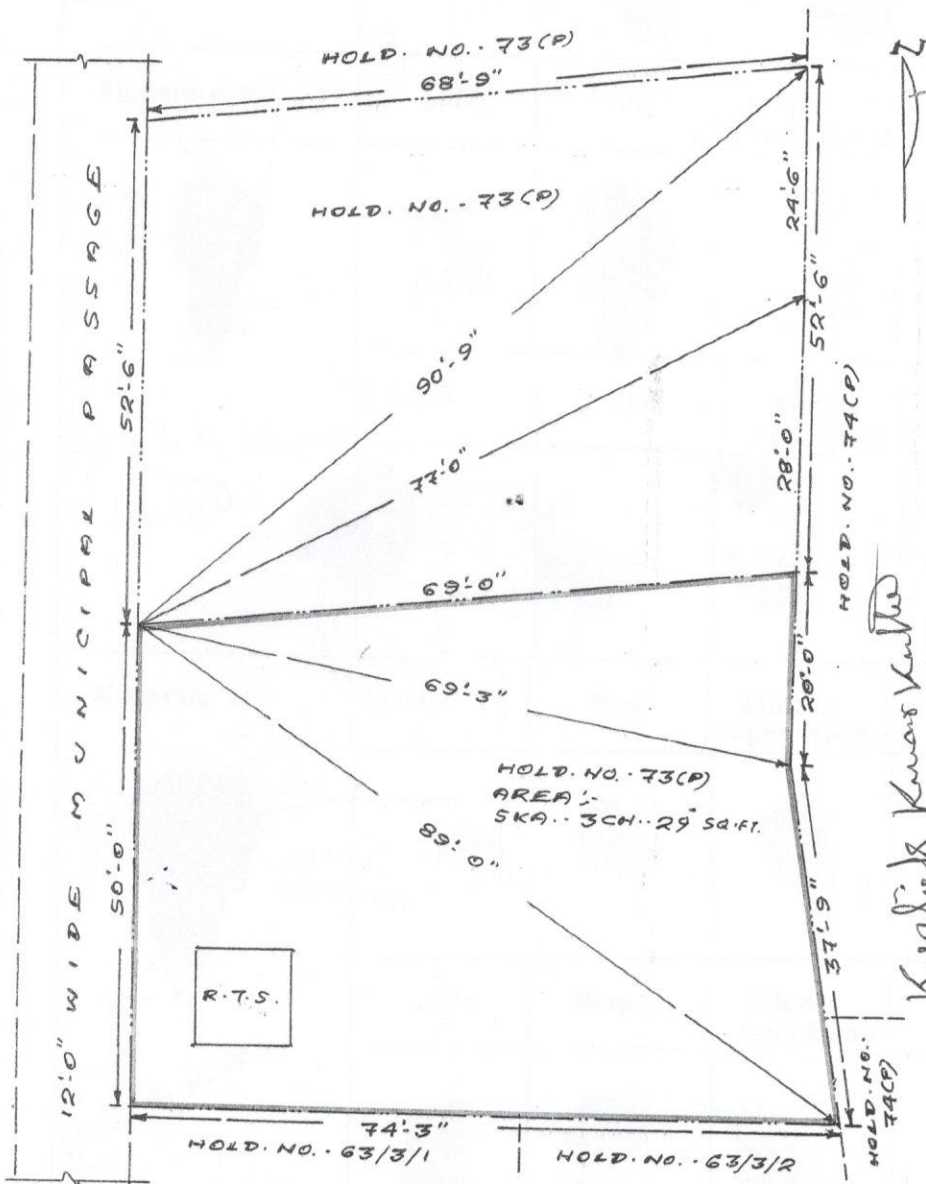 HOLD. NO. - 73(P)
68'-9"
HOLD. NO. - 73(P)
12'-0" WIDE MUNICIPAL PASSAGE
52'-6"
24'-6"
52'-6"
90'-9"
77'-0"
28'-0"
HOLD. NO. - 74(P)
69'-0"
69'-3"
20'-0"
HOLD. NO. - 73(P)
AREA :-
5KA.. 3CH.. 29 SQ.FT.
89'-0"
50'-0"
37'-9"
R.T.S.
74'-3"
HOLD. NO. - 63/3/1
HOLD. NO. - 63/3/2
HOLD. NO. -
74(P)